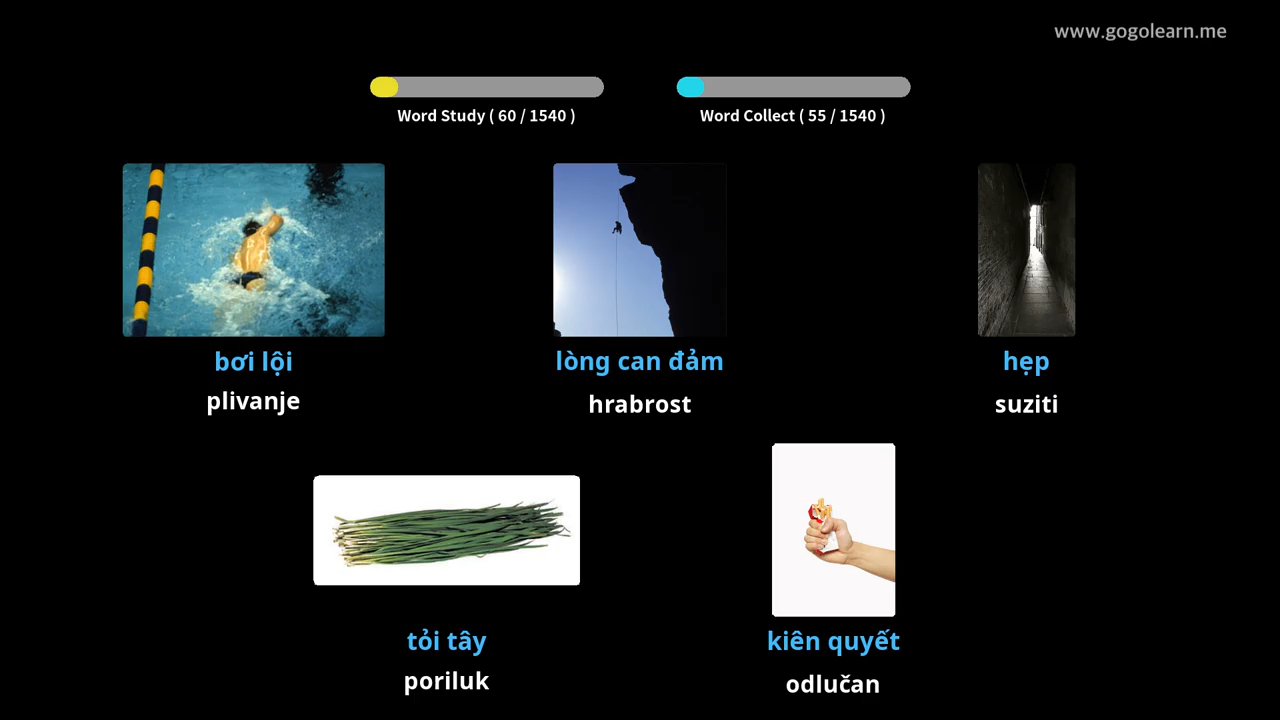 www.gogolearn.me
Word Study ( 60 / 1540 )
Word Collect ( 55 / 1540 )
bơi lội
plivanje
lòng can đảm
hrabrost
hẹp
suziti
tỏi tây
poriluk
kiên quyết
odlučan